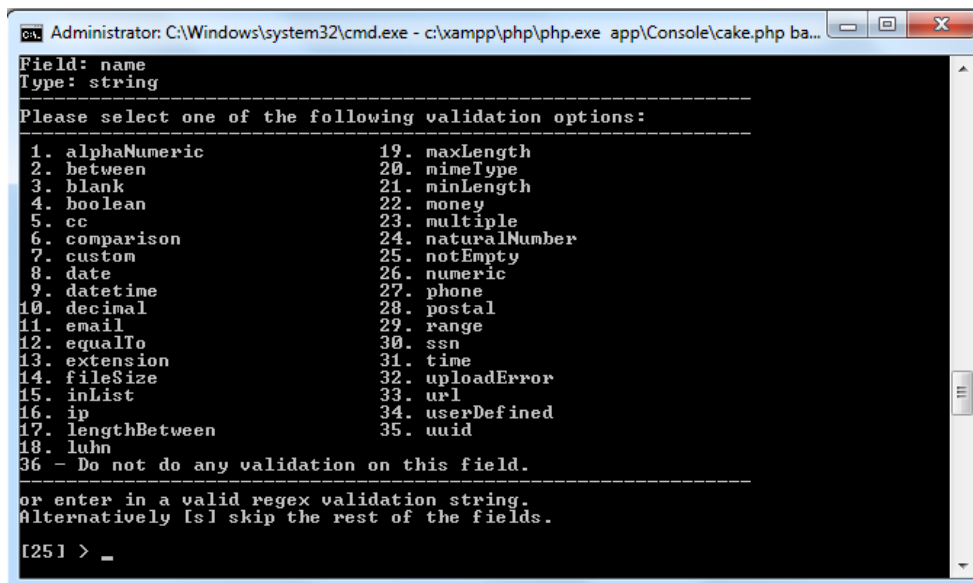 Administrator: C:\Windows\system32\cmd.exe - c:\xampp\php\php.exe app\Console\cake.php ba...
Field: name
Type: string
---------------------------------------------------------------
Please select one of the following validation options:
---------------------------------------------------------------
1. alphaNumeric 19. maxLength
2. between 20. mimeType
3. blank 21. minLength
4. boolean 22. money
5. cc 23. multiple
6. comparison 24. naturalNumber
7. custom 25. notEmpty
8. date 26. numeric
9. datetime 27. phone
10. decimal 28. postal
11. email 29. range
12. equalTo 30. ssn
13. extension 31. time
14. fileSize 32. uploadError
15. inList 33. url
16. ip 34. userDefined
17. lengthBetween 35. uuid
18. luhn
36 - Do not do any validation on this field.
---------------------------------------------------------------
or enter in a valid regex validation string.
Alternatively [s] skip the rest of the fields.
[25] > _